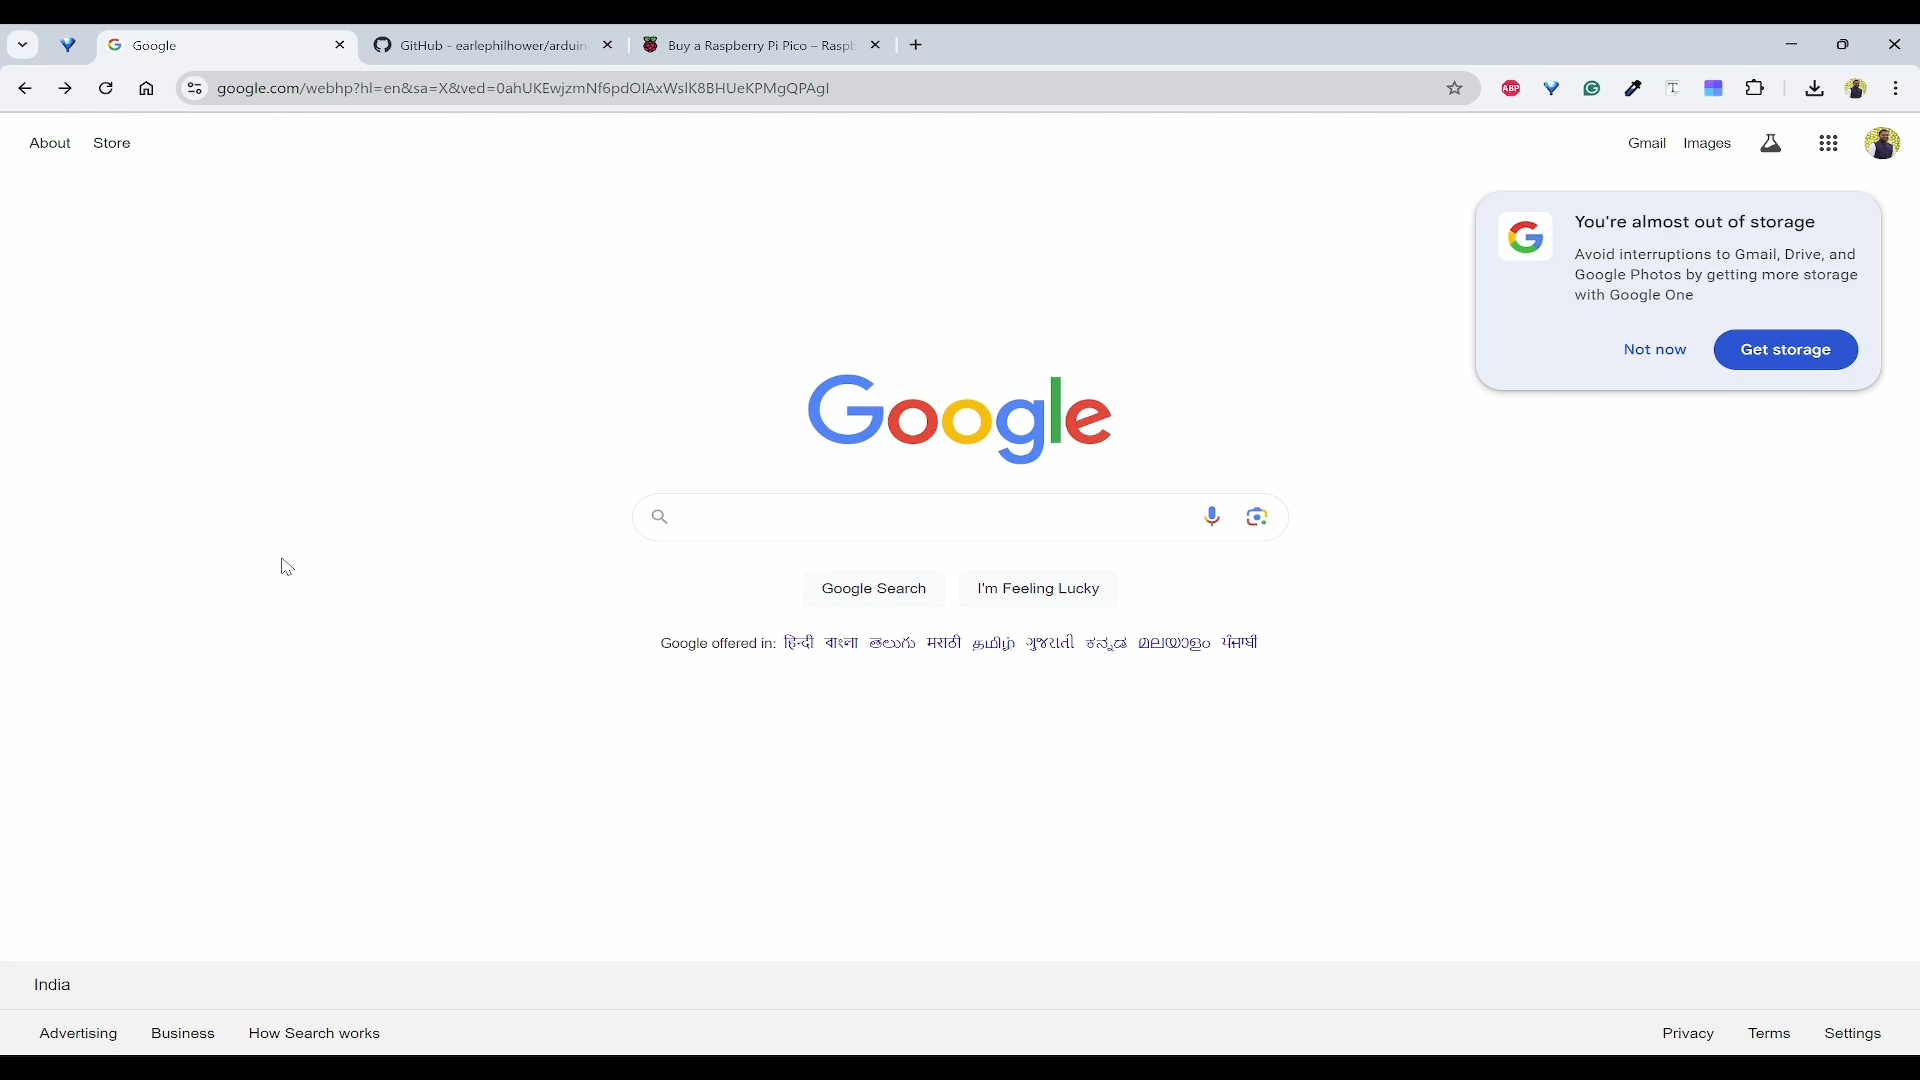 Google
GitHub - earlephilhower/arduin
Buy a Raspberry Pi Pico – Raspb
google.com/webhp?hl=en&sa=X&ved=0ahUKEwjzmNf6pdOIAxWsIK8BHUeKPMgQPAgI
ABP
About Store
Gmail Images
You're almost out of storage
Avoid interruptions to Gmail, Drive, and
Google Photos by getting more storage
with Google One
Not now Get storage
Google
Google Search I'm Feeling Lucky
Google offered in: हिन्दी বাংলা తెలుగు मराठी தமிழ் ગુજરાતી ಕನ್ನಡ മലയാളം ਪੰਜਾਬੀ
India
Advertising Business How Search works
Privacy Terms Settings